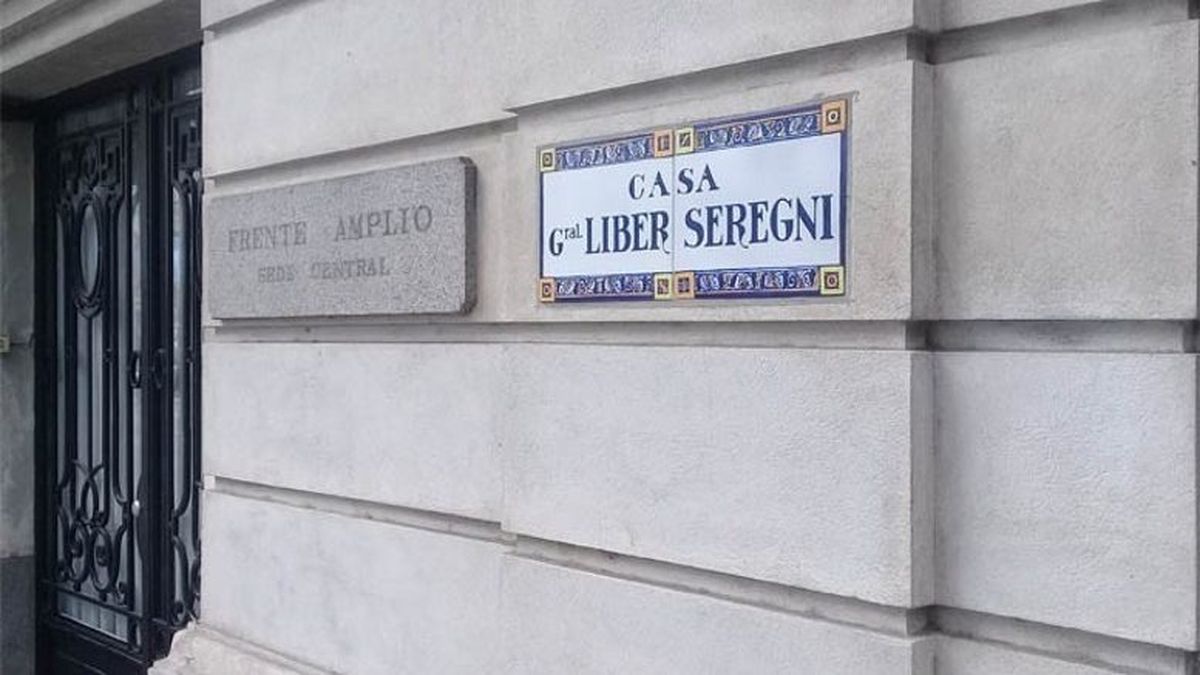 FRENTE AMPLIO
SEDE CENTRAL
CASA
Gral. LIBER SEREGNI